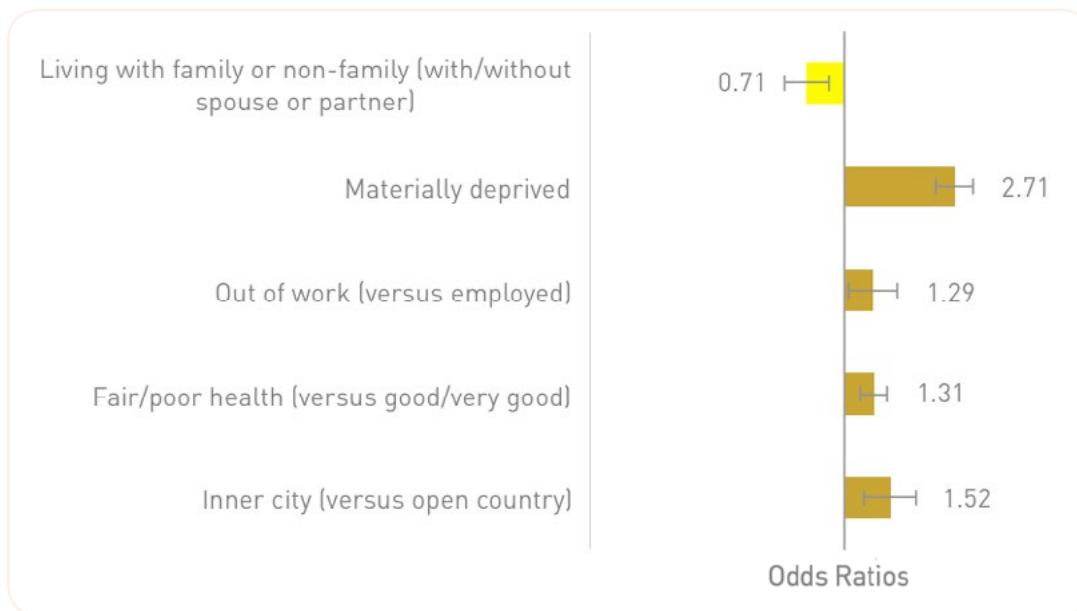 Living with family or non-family (with/without
spouse or partner)
0.71
Materially deprived
2.71
Out of work (versus employed)
1.29
Fair/poor health (versus good/very good)
1.31
Inner city (versus open country)
1.52
Odds Ratios